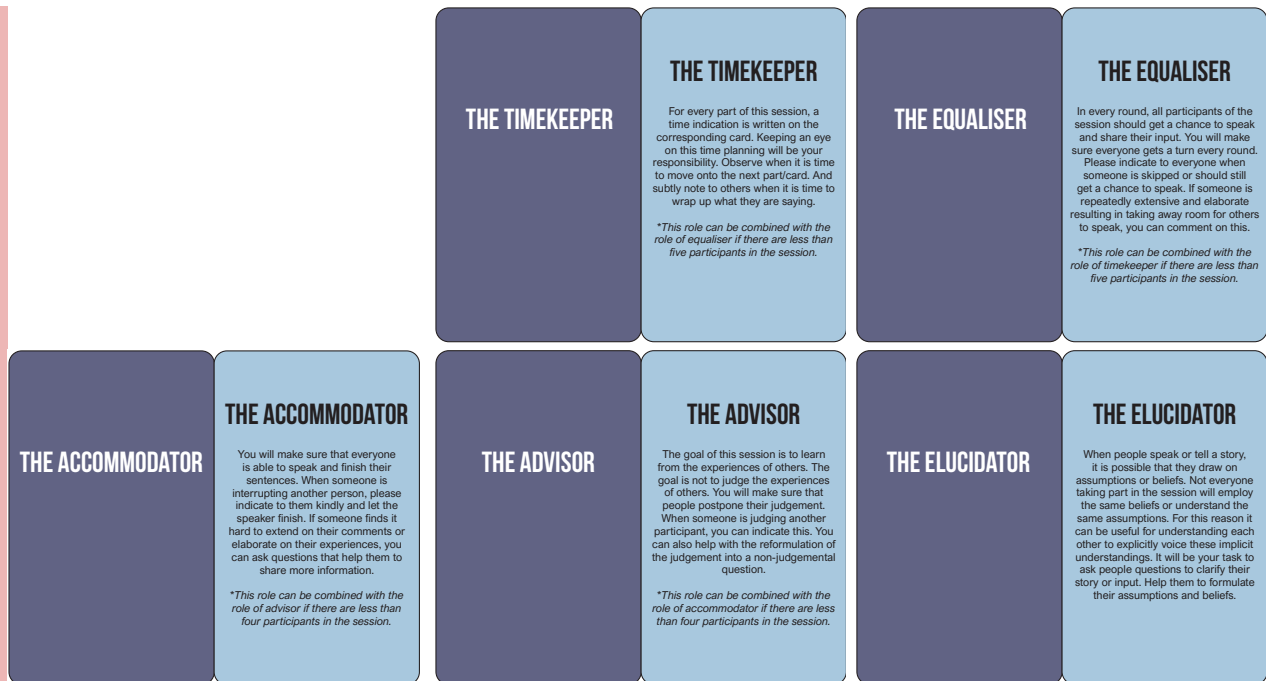 THE TIMEKEEPER
THE TIMEKEEPER
For every part of this session, a
time indication is written on the
corresponding card. Keeping an eye
on this time planning will be your
responsibility. Observe when it is time
to move onto the next part/card. And
subtly note to others when it is time to
wrap up what they are saying.
*This role can be combined with the
role of equaliser if there are less than
five participants in the session.
THE EQUALISER
THE EQUALISER
In every round, all participants of the
session should get a chance to speak
and share their input. You will make
sure everyone gets a turn every round.
Please indicate to everyone when
someone is skipped or should still
get a chance to speak. If someone is
repeatedly extensive and elaborate
resulting in taking away room for others
to speak, you can comment on this.
*This role can be combined with the
role of timekeeper if there are less than
five participants in the session.
THE ACCOMMODATOR
THE ACCOMMODATOR
You will make sure that everyone
is able to speak and finish their
sentences. When someone is
interrupting another person, please
indicate to them kindly and let the
speaker finish. If someone finds it
hard to extend on their comments or
elaborate on their experiences, you
can ask questions that help them to
share more information.
*This role can be combined with the
role of advisor if there are less than
four participants in the session.
THE ADVISOR
THE ADVISOR
The goal of this session is to learn
from the experiences of others. The
goal is not to judge the experiences
of others. You will make sure that
people postpone their judgement.
When someone is judging another
participant, you can indicate this. You
can also help with the reformulation of
the judgement into a non-judgemental
question.
*This role can be combined with the
role of accommodator if there are less
than four participants in the session.
THE ELUCIDATOR
THE ELUCIDATOR
When people speak or tell a story,
it is possible that they draw on
assumptions or beliefs. Not everyone
taking part in the session will employ
the same beliefs or understand the
same assumptions. For this reason it
can be useful for understanding each
other to explicitly voice these implicit
understandings. It will be your task to
ask people questions to clarify their
story or input. Help them to formulate
their assumptions and beliefs.